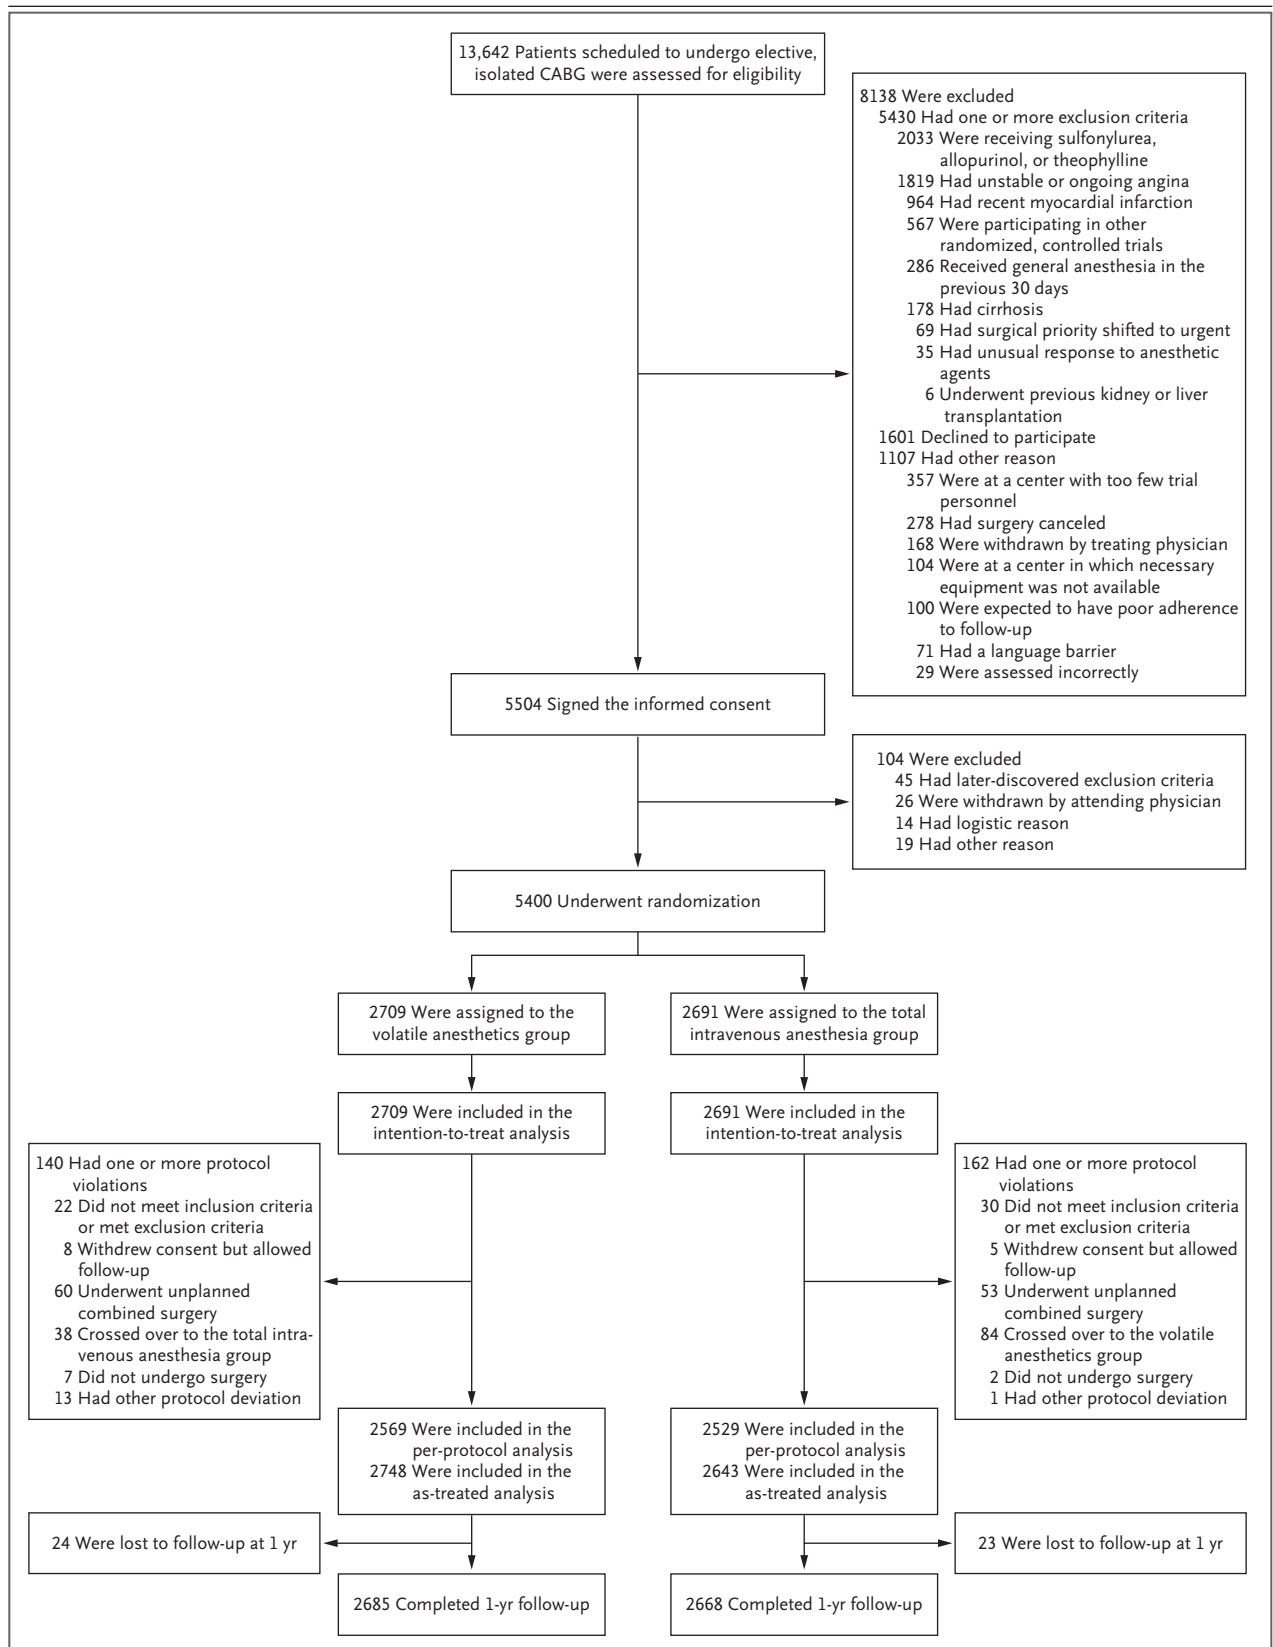 13,642 Patients scheduled to undergo elective,
isolated CABG were assessed for eligibility
8138 Were excluded
5430 Had one or more exclusion criteria
2033 Were receiving sulfonylurea,
allopurinol, or theophylline
1819 Had unstable or ongoing angina
964 Had recent myocardial infarction
567 Were participating in other
randomized, controlled trials
286 Received general anesthesia in the
previous 30 days
178 Had cirrhosis
69 Had surgical priority shifted to urgent
35 Had unusual response to anesthetic
agents
6 Underwent previous kidney or liver
transplantation
1601 Declined to participate
1107 Had other reason
357 Were at a center with too few trial
personnel
278 Had surgery canceled
168 Were withdrawn by treating physician
104 Were at a center in which necessary
equipment was not available
100 Were expected to have poor adherence
to follow-up
71 Had a language barrier
29 Were assessed incorrectly
5504 Signed the informed consent
104 Were excluded
45 Had later-discovered exclusion criteria
26 Were withdrawn by attending physician
14 Had logistic reason
19 Had other reason
5400 Underwent randomization
2709 Were assigned to the
volatile anesthetics group
2691 Were assigned to the total
intravenous anesthesia group
2709 Were included in the
intention-to-treat analysis
2691 Were included in the
intention-to-treat analysis
140 Had one or more protocol
violations
22 Did not meet inclusion criteria
or met exclusion criteria
8 Withdrew consent but allowed
follow-up
60 Underwent unplanned
combined surgery
38 Crossed over to the total intra-
venous anesthesia group
7 Did not undergo surgery
13 Had other protocol deviation
162 Had one or more protocol
violations
30 Did not meet inclusion criteria
or met exclusion criteria
5 Withdrew consent but allowed
follow-up
53 Underwent unplanned
combined surgery
84 Crossed over to the volatile
anesthetics group
2 Did not undergo surgery
1 Had other protocol deviation
2569 Were included in the
per-protocol analysis
2748 Were included in the
as-treated analysis
2529 Were included in the
per-protocol analysis
2643 Were included in the
as-treated analysis
24 Were lost to follow-up at 1 yr
23 Were lost to follow-up at 1 yr
2685 Completed 1-yr follow-up
2668 Completed 1-yr follow-up